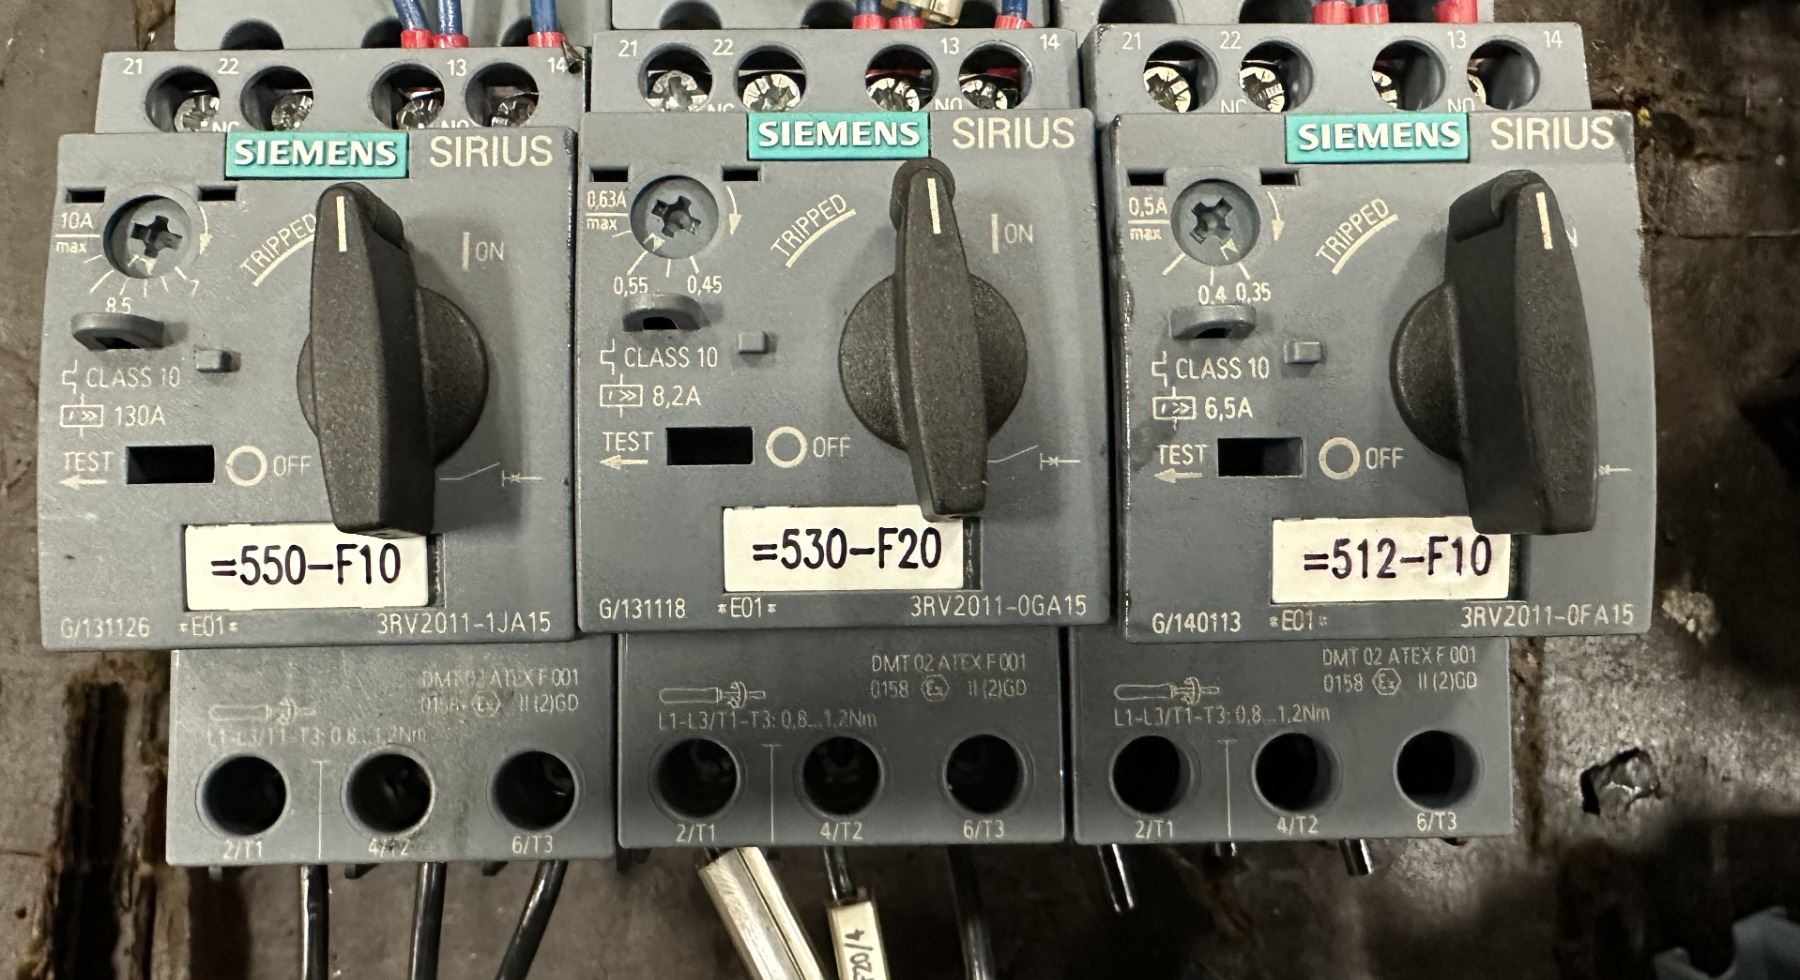 21 22 13 14
NC NO
SIEMENS SIRIUS
10A
max
TRIPPED
ON
8,5 7
CLASS 10
130A
TEST
OFF
=550-F10
G/131126 *E01* 3RV2011-1JA15
DMT 02 ATEX F 001
0158 Ex II (2)GD
L1-L3/T1-T3: 0,8...1,2Nm
2/T1 4/T2 6/T3
21 22 13 14
NC NO
SIEMENS SIRIUS
0,63A
max
TRIPPED
ON
0,55 0,45
CLASS 10
8,2A
TEST
OFF
=530-F20
G/131118 *E01* 3RV2011-0GA15
DMT 02 ATEX F 001
0158 Ex II (2)GD
L1-L3/T1-T3: 0,8...1,2Nm
2/T1 4/T2 6/T3
21 22 13 14
NC NO
SIEMENS SIRIUS
0,5A
max
TRIPPED
0,4 0,35
CLASS 10
6,5A
TEST
OFF
=512-F10
G/140113 *E01* 3RV2011-0FA15
DMT 02 ATEX F 001
0158 Ex II (2)GD
L1-L3/T1-T3: 0,8...1,2Nm
2/T1 4/T2 6/T3